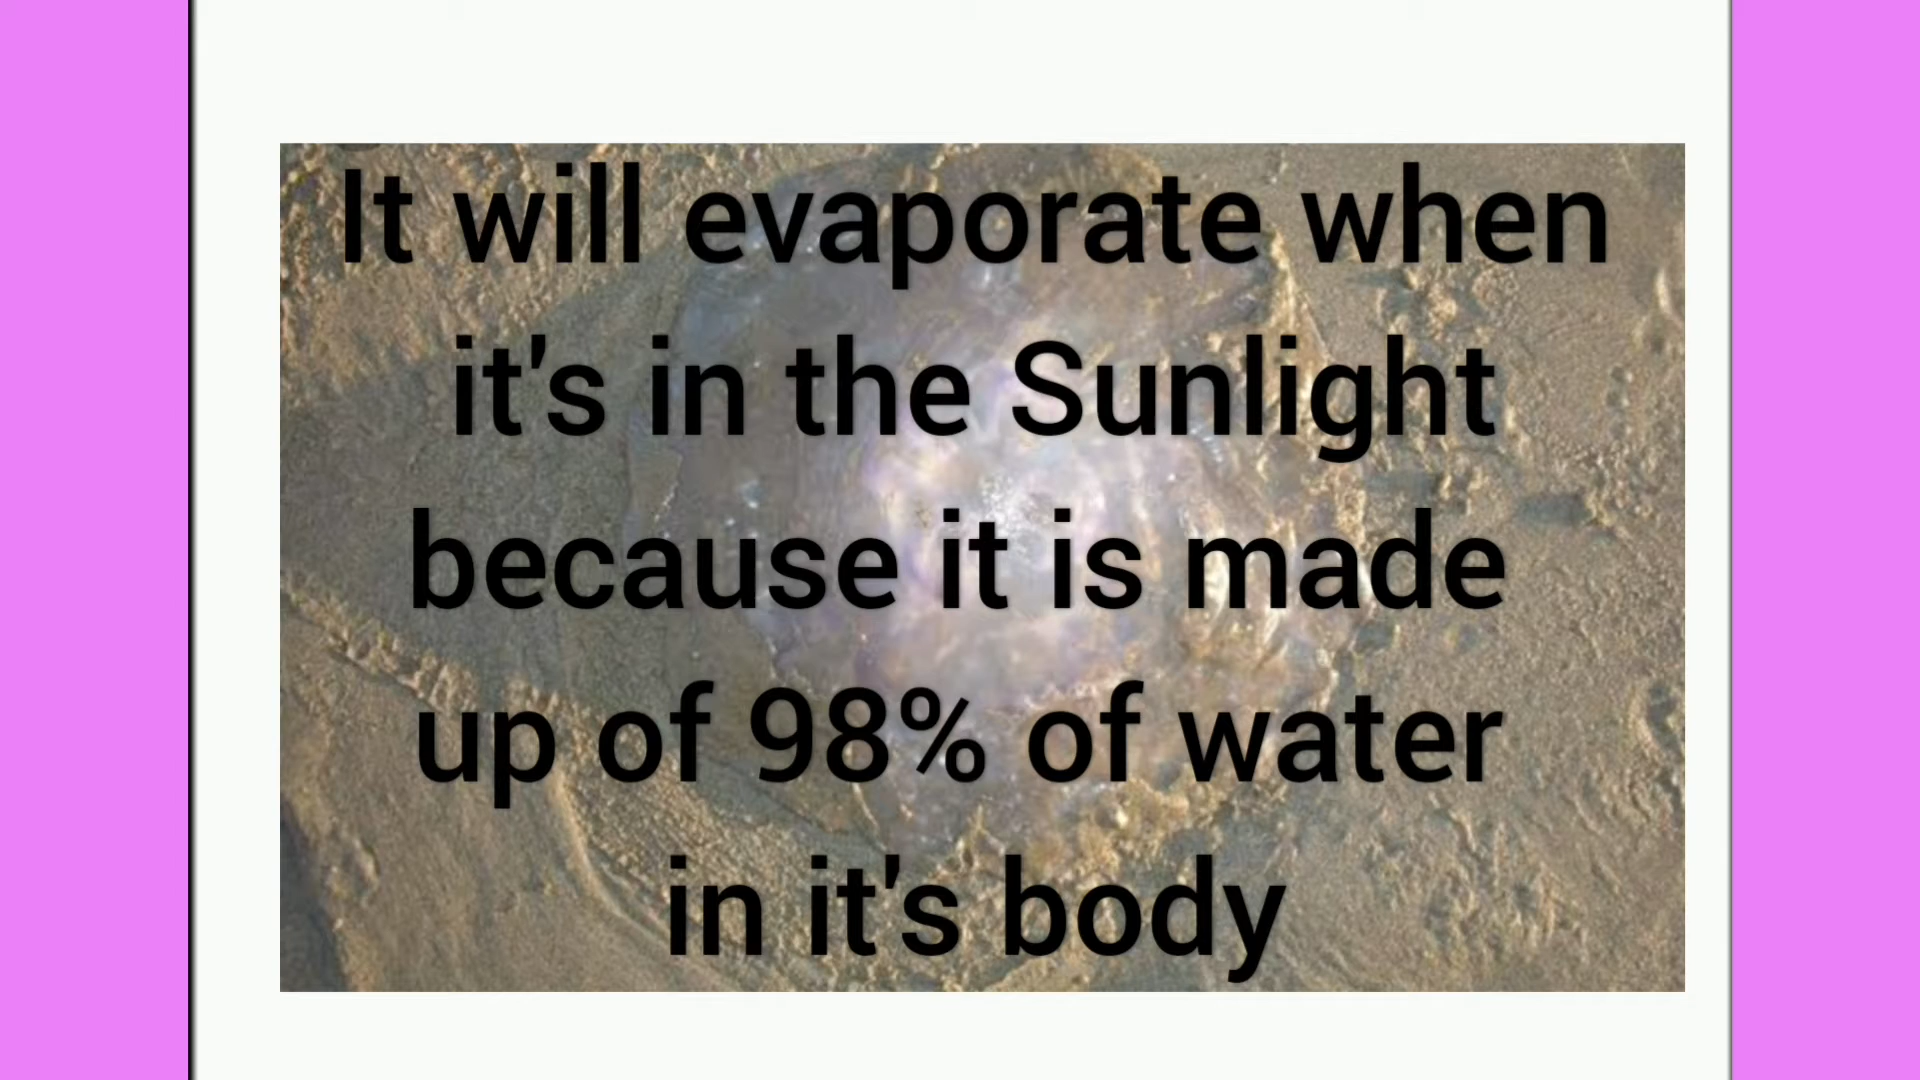 It will evaporate when
it's in the Sunlight
because it is made
up of 98% of water
in it's body